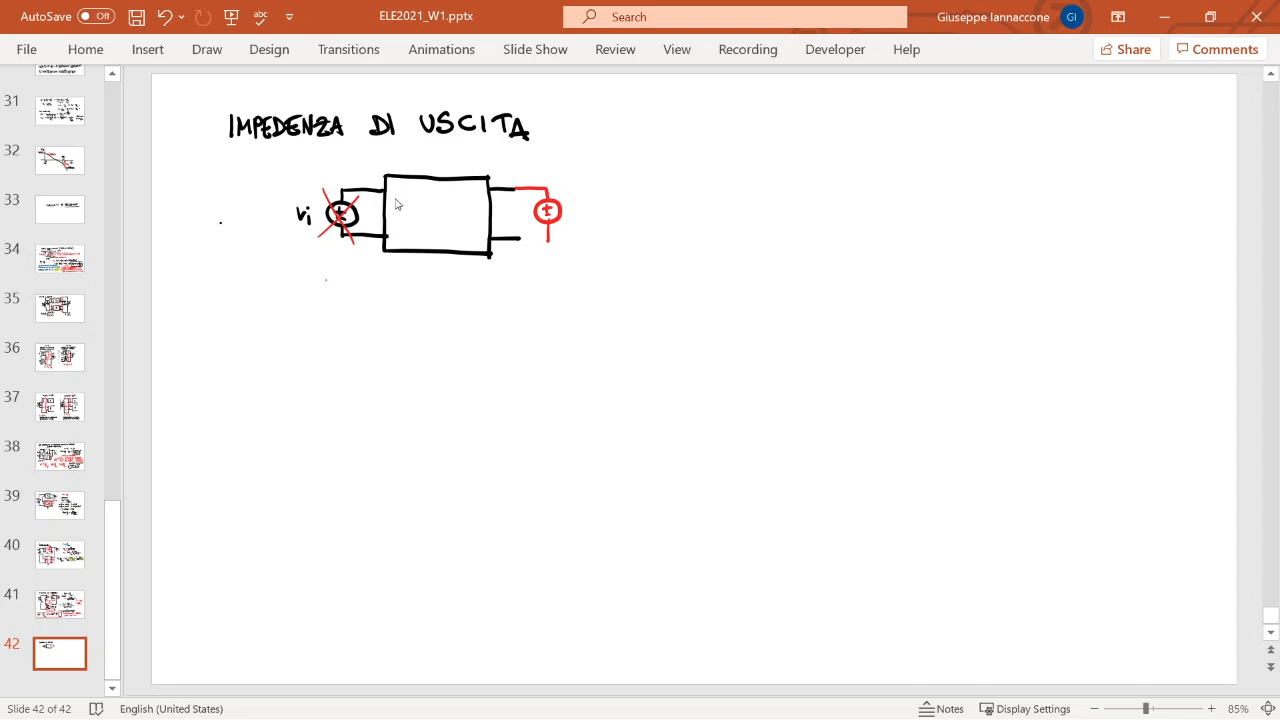 AutoSave Off ELE2021_W1.pptx Search Giuseppe Iannaccone GI
File Home Insert Draw Design Transitions Animations Slide Show Review View Recording Developer Help Share Comments
31
32
33
34
35
36
37
38
39
40
41
42
IMPEDENZA DI USCITA
vi
+
+
Slide 42 of 42 English (United States) Notes Display Settings 85%